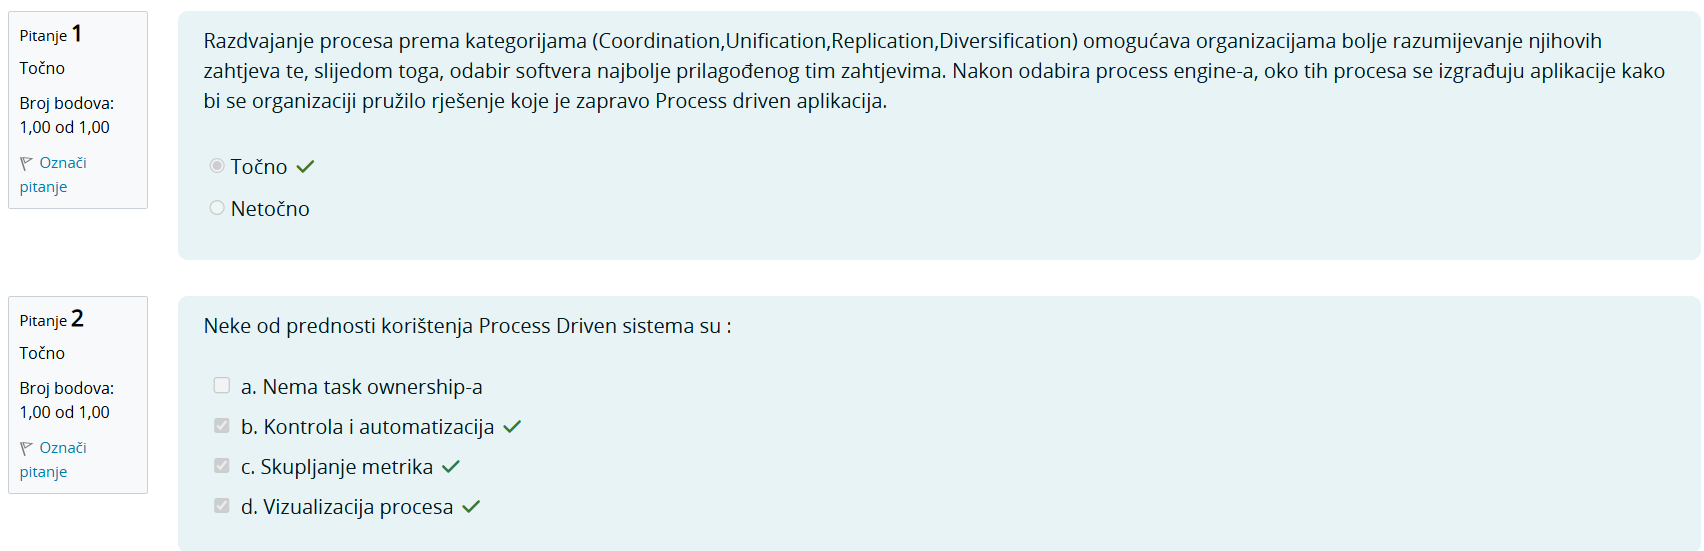 Pitanje 1
Točno
Broj bodova:
1,00 od 1,00
Označi
pitanje
Razdvajanje procesa prema kategorijama (Coordination,Unification,Replication,Diversification) omogućava organizacijama bolje razumijevanje njihovih
zahtjeva te, slijedom toga, odabir softvera najbolje prilagođenog tim zahtjevima. Nakon odabira process engine-a, oko tih procesa se izgrađuju aplikacije kako
bi se organizaciji pružilo rješenje koje je zapravo Process driven aplikacija.
Točno
Netočno
Pitanje 2
Točno
Broj bodova:
1,00 od 1,00
Označi
pitanje
Neke od prednosti korištenja Process Driven sistema su :
a. Nema task ownership-a
b. Kontrola i automatizacija
c. Skupljanje metrika
d. Vizualizacija procesa